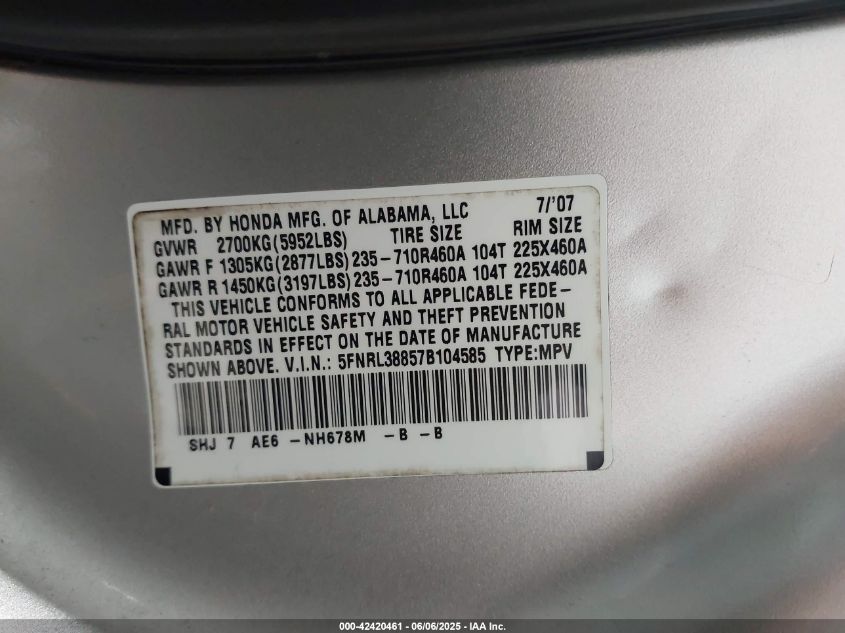 MFD. BY HONDA MFG. OF ALABAMA, LLC 7/'07
GVWR 2700KG(5952LBS) TIRE SIZE RIM SIZE
GAWR F 1305KG(2877LBS)235-710R460A 104T 225X460A
GAWR R 1450KG(3197LBS)235-710R460A 104T 225X460A
THIS VEHICLE CONFORMS TO ALL APPLICABLE FEDE-
RAL MOTOR VEHICLE SAFETY AND THEFT PREVENTION
STANDARDS IN EFFECT ON THE DATE OF MANUFACTURE
SHOWN ABOVE. V.I.N.: 5FNRL38857B104585 TYPE:MPV
SHJ 7 AE6 -NH678M -B -B
000-42420461 - 06/06/2025 - IAA Inc.